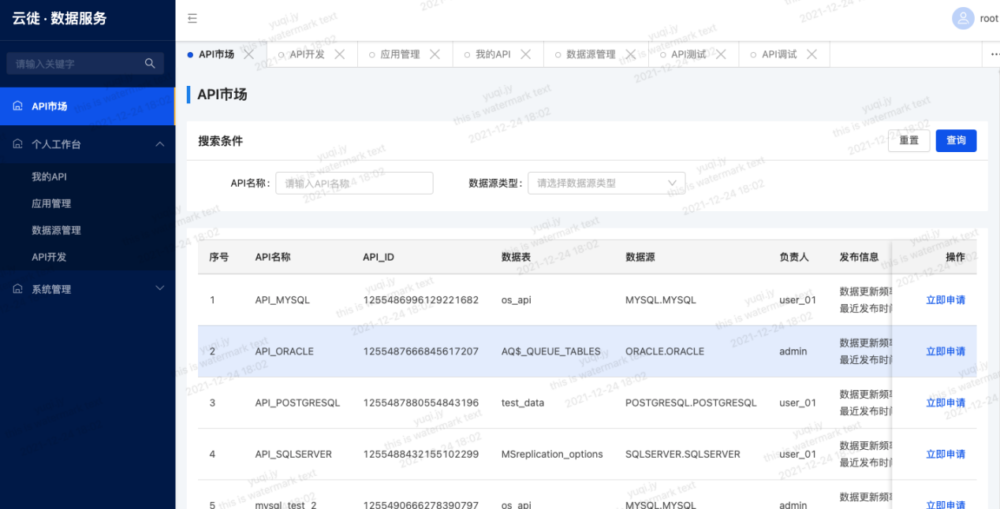 云徙 · 数据服务
root
请输入关键字
API市场
API开发
应用管理
我的API
数据源管理
API测试
API调试
API市场
个人工作台
我的API
应用管理
数据源管理
API开发
系统管理
API市场
搜索条件
重置
查询
API名称:
请输入API名称
数据源类型:
请选择数据源类型
序号 API名称 API_ID 数据表 数据源 负责人 发布信息 操作
1 API_MYSQL 1255486996129221682 os_api MYSQL.MYSQL user_01 数据更新频率 立即申请
最近发布时间
2 API_ORACLE 1255487666845617207 AQ$_QUEUE_TABLES ORACLE.ORACLE admin 数据更新频率 立即申请
最近发布时间
3 API_POSTGRESQL 1255487880554843196 test_data POSTGRESQL.POSTGRESQL user_01 数据更新频率 立即申请
最近发布时间
4 API_SQLSERVER 1255488432155102299 MSreplication_options SQLSERVER.SQLSERVER user_01 数据更新频率 立即申请
最近发布时间
5 mysql_test_2 1255490666278390797 os_api MYSQL.MYSQL admin 数据更新频率 立即申请
yuqi.jy
this is watermark text
2021-12-24 18:02